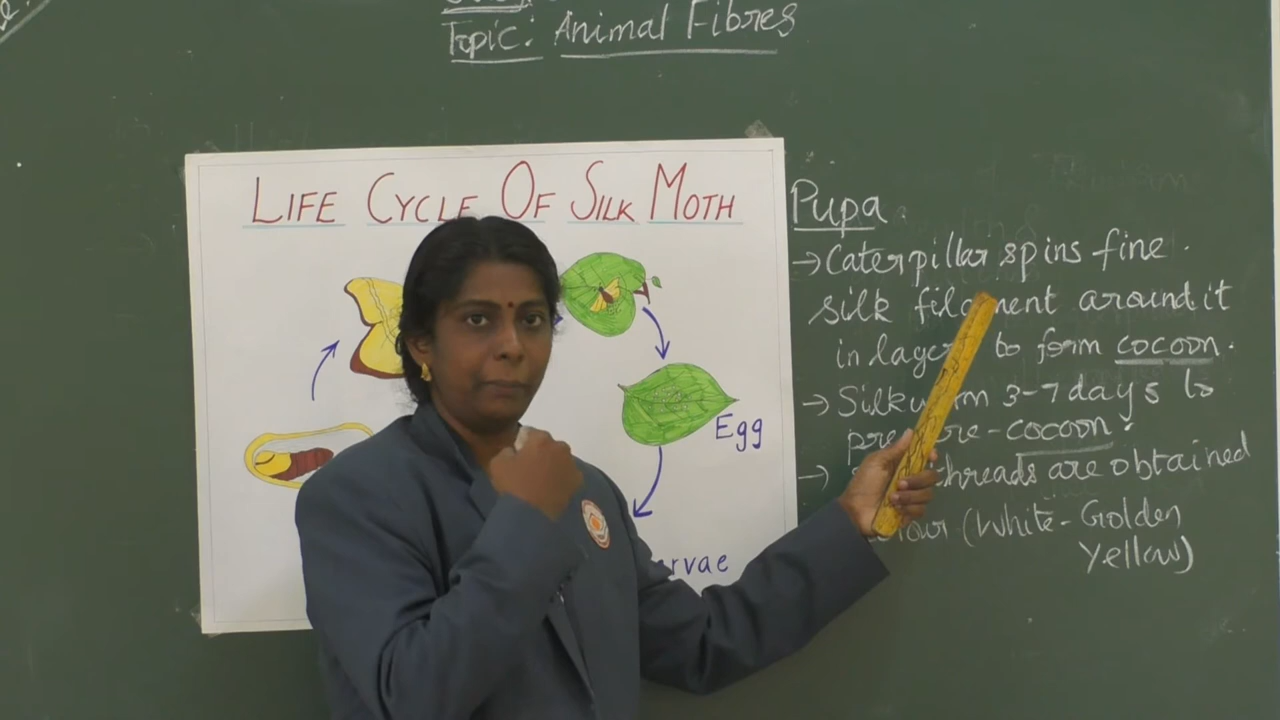 Topic: Animal Fibres
LIFE CYCLE OF SILK MOTH
Egg
Pupa
→Caterpillar spins fine.
silk filament around it
in layer to form cocoon.
→Silkworm 3-7 days to
prepare-cocoon.
→ threads are obtained
(White-Golden
Yellow)